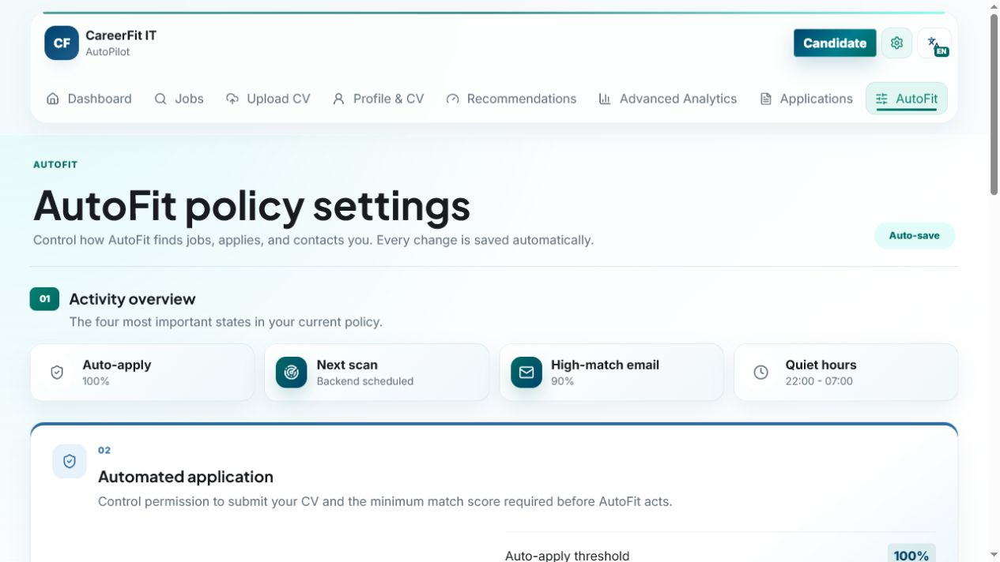 CF
CareerFit IT
AutoPilot
Candidate
EN
Dashboard
Jobs
Upload CV
Profile & CV
Recommendations
Advanced Analytics
Applications
AutoFit
AUTOFIT
AutoFit policy settings
Control how AutoFit finds jobs, applies, and contacts you. Every change is saved automatically.
Auto-save
01
Activity overview
The four most important states in your current policy.
Auto-apply
100%
Next scan
Backend scheduled
High-match email
90%
Quiet hours
22:00 - 07:00
02
Automated application
Control permission to submit your CV and the minimum match score required before AutoFit acts.
Auto-apply threshold
100%